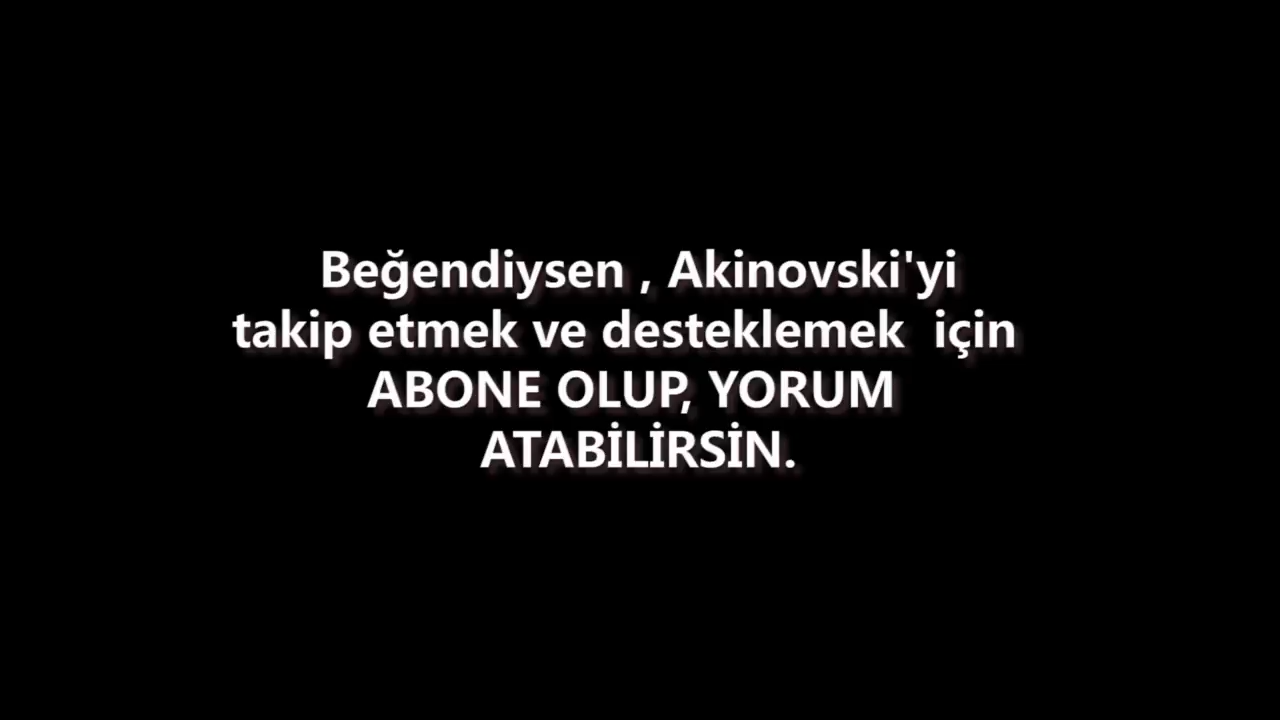 Beğendiysen , Akinovski'yi
takip etmek ve desteklemek  için
ABONE OLUP, YORUM
ATABİLİRSİN.